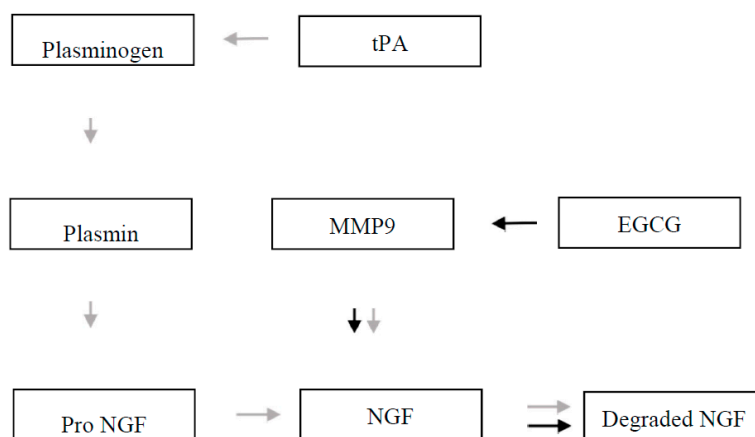 Plasminogen
tPA
Plasmin
MMP9
EGCG
Pro NGF
NGF
Degraded NGF